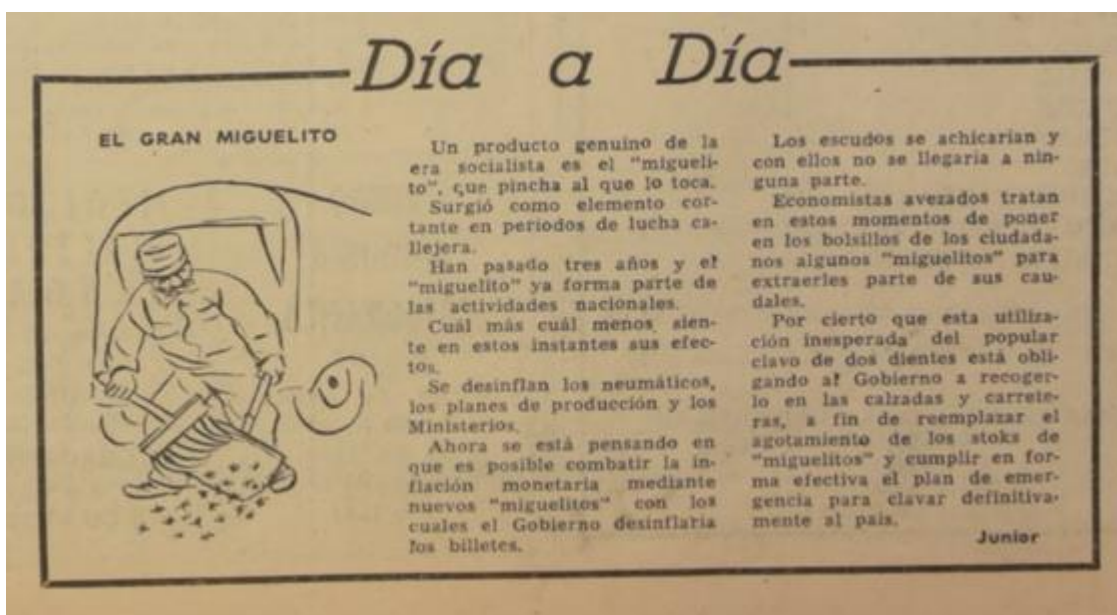 Día a Día
EL GRAN MIGUELITO
Un producto genuino de la
era socialista es el "migueli-
to", que pincha al que lo toca.
Surgió como elemento cor-
tante en períodos de lucha ca-
llejera.
Han pasado tres años y el
"miguelito" ya forma parte de
las actividades nacionales.
Cuál más cuál menos sien-
te en estos instantes sus efec-
tos.
Se desinflan los neumáticos,
los planes de producción y los
Ministerios.
Ahora se está pensando en
que es posible combatir la in-
flación monetaria mediante
nuevos "miguelitos" con los
cuales el Gobierno desinflaría
los billetes.
Los escudos se achicarían y
con ellos no se llegaría a nin-
guna parte.
Economistas avezados tratan
en estos momentos de poner
en los bolsillos de los ciudada-
nos algunos "miguelitos" para
extraerles parte de sus cau-
dales.
Por cierto que esta utiliza-
ción inesperada del popular
clavo de dos dientes está obli-
gando al Gobierno a recoger-
lo en las calzadas y carrete-
ras, a fin de reemplazar el
agotamiento de los stoks de
"miguelitos" y cumplir en for-
ma efectiva el plan de emer-
gencia para clavar definitiva-
mente al país.
Junior